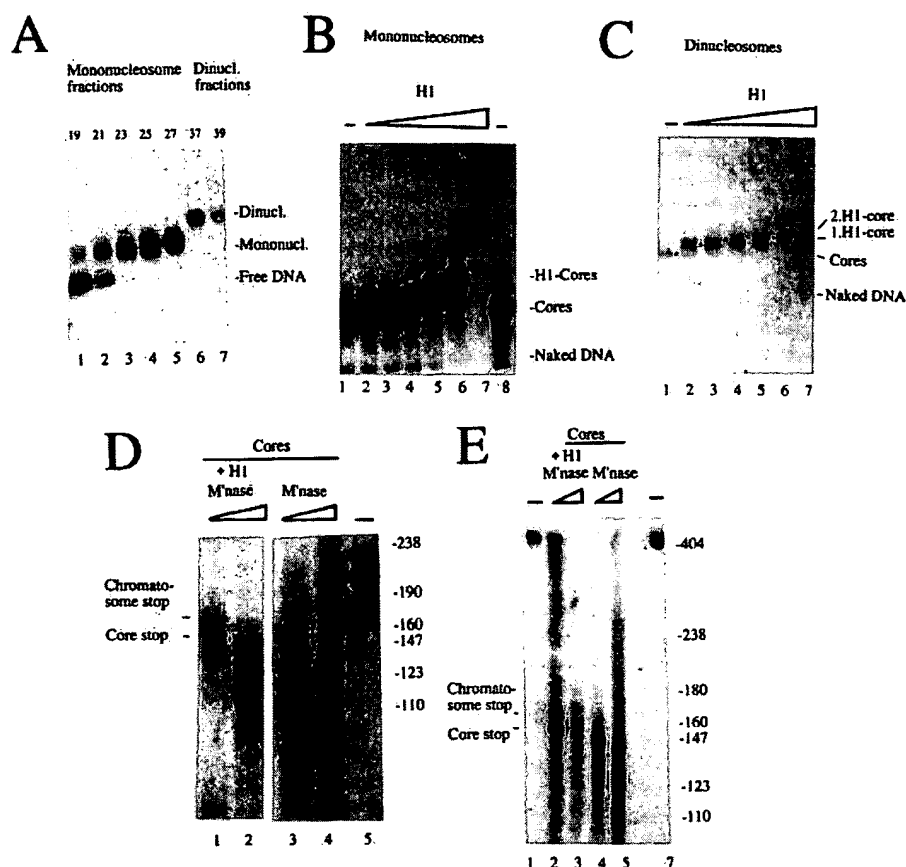 A
Mononucleosome
fractions
Dinucl.
fractions
19 21 23 25 27 37 39
-Dinucl.
-Mononucl.
-Free DNA
1 2 3 4 5 6 7
B
Mononucleosomes
H1
– –
-H1-Cores
-Cores
-Naked DNA
1 2 3 4 5 6 7 8
C
Dinucleosomes
H1
–
2.H1-core
1.H1-core
Cores
Naked DNA
1 2 3 4 5 6 7
D
Cores
+ H1
M'nase M'nase –
Chromato-
some stop
Core stop
-238
-190
-160
-147
-123
-110
1 2 3 4 5
E
Cores
+ H1
– M'nase M'nase –
Chromato-
some stop
Core stop
-404
-238
-180
-160
-147
-123
-110
1 2 3 4 5 7